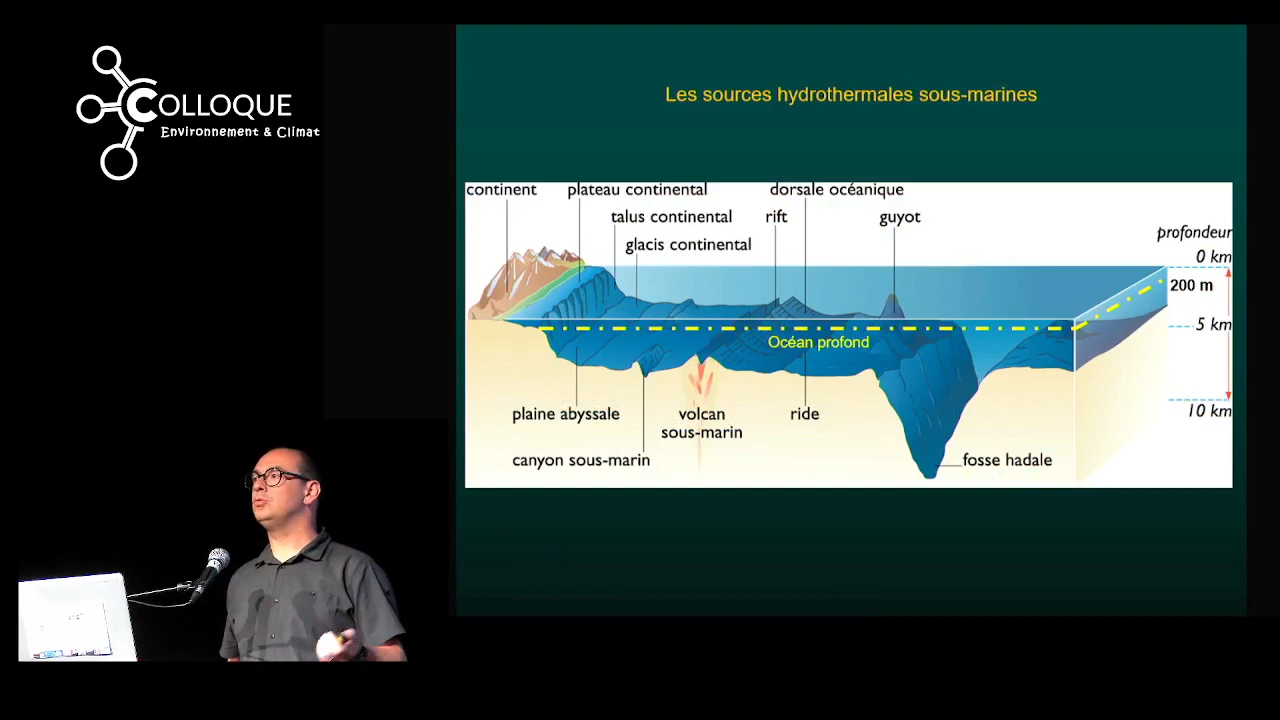 COLLOQUE
Environnement & Climat
Les sources hydrothermales sous-marines
continent
plateau continental
dorsale océanique
talus continental
rift
guyot
glacis continental
profondeur
0 km
200 m
5 km
Océan profond
10 km
plaine abyssale
volcan
sous-marin
ride
canyon sous-marin
fosse hadale